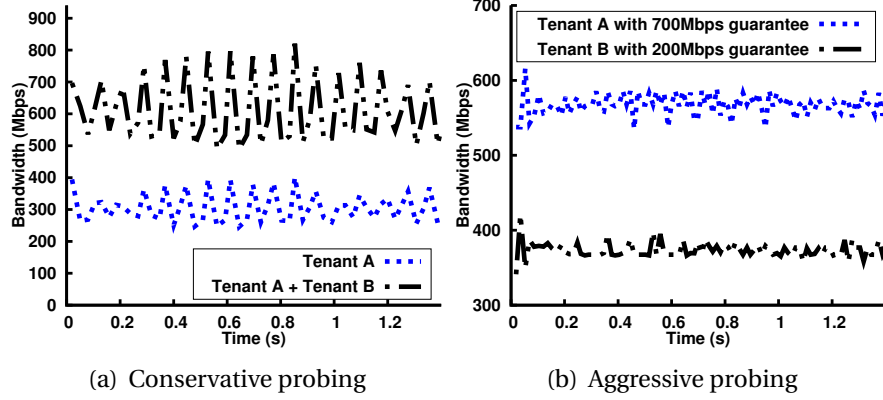 900
800
700
600
500
400
300
200
100
0
Bandwidth (Mbps)
Tenant A
Tenant A + Tenant B
0 0.2 0.4 0.6 0.8 1 1.2
Time (s)
(a) Conservative probing
700
600
500
400
300
Bandwidth (Mbps)
Tenant A with 700Mbps guarantee
Tenant B with 200Mbps guarantee
0 0.2 0.4 0.6 0.8 1 1.2
Time (s)
(b) Aggressive probing